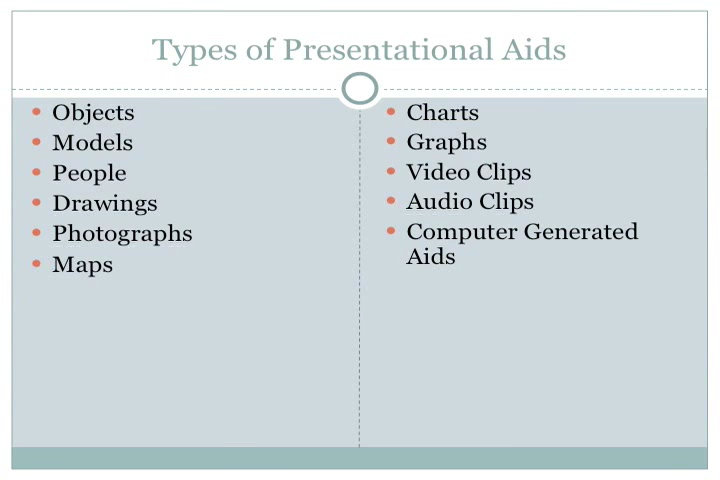 Types of Presentational Aids
Objects
Models
People
Drawings
Photographs
Maps
Charts
Graphs
Video Clips
Audio Clips
Computer Generated
Aids